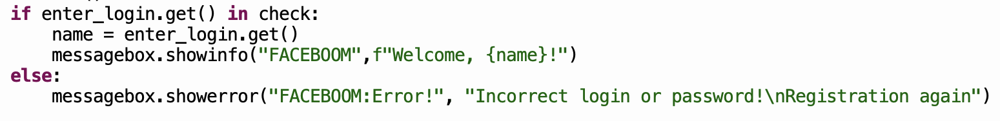 if enter_login.get() in check:
    name = enter_login.get()
    messagebox.showinfo("FACEBOOM",f"Welcome, {name}!")
else:
    messagebox.showerror("FACEBOOM:Error!", "Incorrect login or password!\nRegistration again")